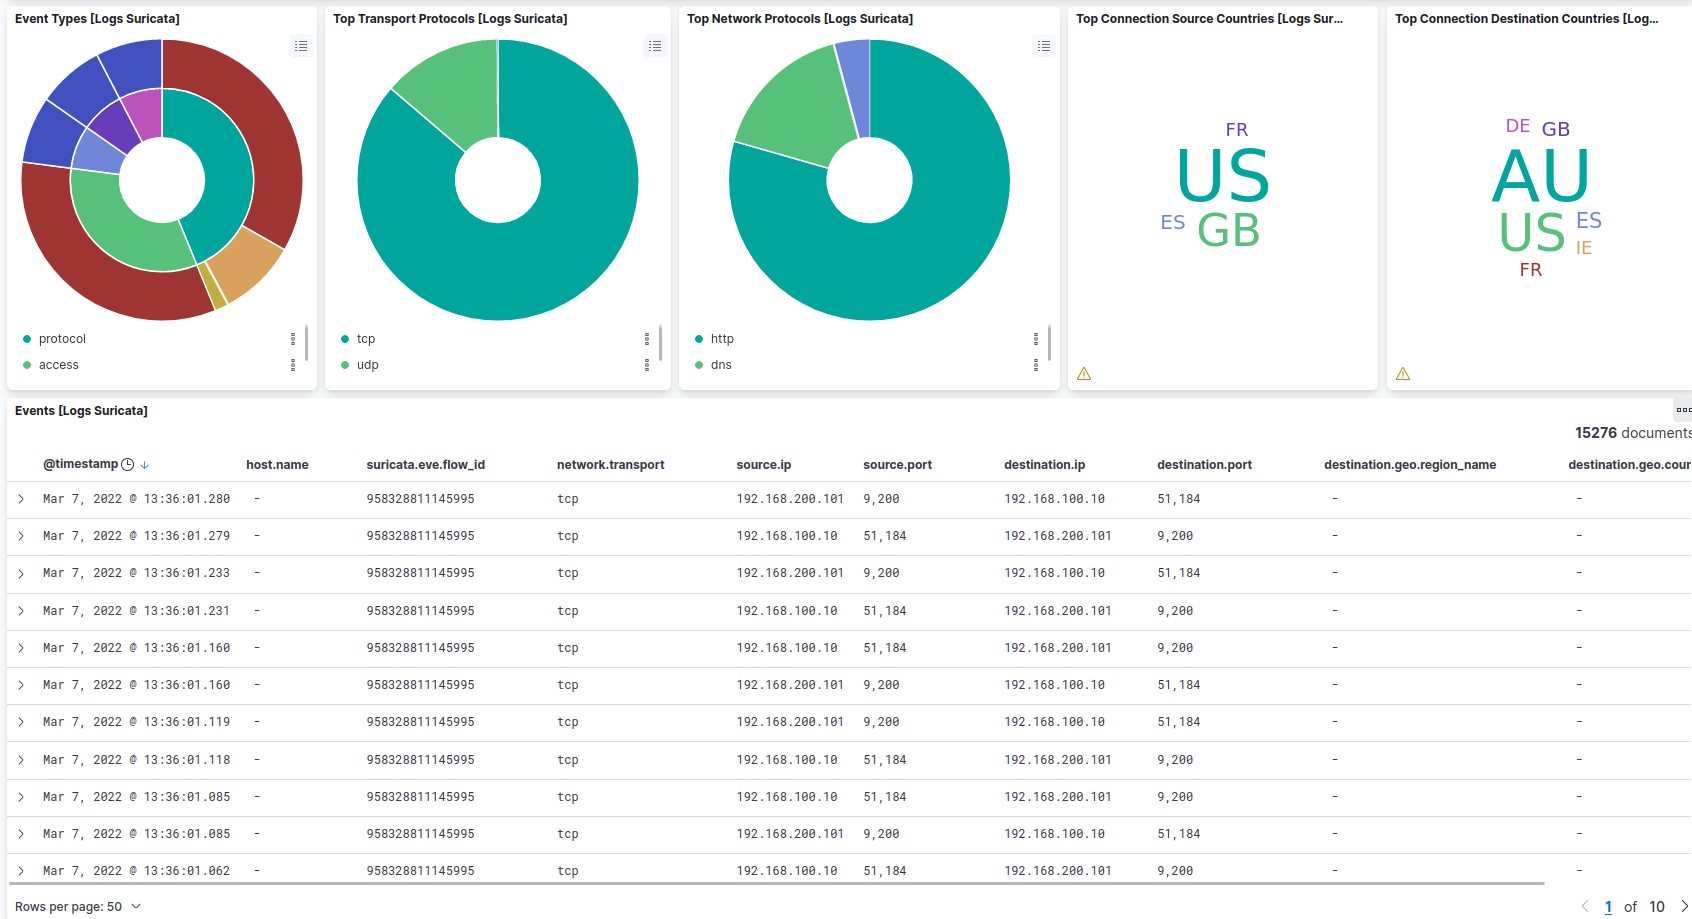 Event Types [Logs Suricata]
protocol
access
Top Transport Protocols [Logs Suricata]
tcp
udp
Top Network Protocols [Logs Suricata]
http
dns
Top Connection Source Countries [Logs Sur...
FR
US
ES GB
Top Connection Destination Countries [Log...
DE GB
AU
US ES
IE
FR
Events [Logs Suricata]
15276 documents
@timestamp host.name suricata.eve.flow_id network.transport source.ip source.port destination.ip destination.port destination.geo.region_name destination.geo.cour
Mar 7, 2022 @ 13:36:01.280 - 958328811145995 tcp 192.168.200.101 9,200 192.168.100.10 51,184 - -
Mar 7, 2022 @ 13:36:01.279 - 958328811145995 tcp 192.168.100.10 51,184 192.168.200.101 9,200 - -
Mar 7, 2022 @ 13:36:01.233 - 958328811145995 tcp 192.168.200.101 9,200 192.168.100.10 51,184 - -
Mar 7, 2022 @ 13:36:01.231 - 958328811145995 tcp 192.168.100.10 51,184 192.168.200.101 9,200 - -
Mar 7, 2022 @ 13:36:01.160 - 958328811145995 tcp 192.168.100.10 51,184 192.168.200.101 9,200 - -
Mar 7, 2022 @ 13:36:01.160 - 958328811145995 tcp 192.168.200.101 9,200 192.168.100.10 51,184 - -
Mar 7, 2022 @ 13:36:01.119 - 958328811145995 tcp 192.168.200.101 9,200 192.168.100.10 51,184 - -
Mar 7, 2022 @ 13:36:01.118 - 958328811145995 tcp 192.168.100.10 51,184 192.168.200.101 9,200 - -
Mar 7, 2022 @ 13:36:01.085 - 958328811145995 tcp 192.168.100.10 51,184 192.168.200.101 9,200 - -
Mar 7, 2022 @ 13:36:01.085 - 958328811145995 tcp 192.168.200.101 9,200 192.168.100.10 51,184 - -
Mar 7, 2022 @ 13:36:01.062 - 958328811145995 tcp 192.168.100.10 51,184 192.168.200.101 9,200 - -
Rows per page: 50
1 of 10